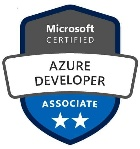 Microsoft
CERTIFIED
AZURE
DEVELOPER
ASSOCIATE